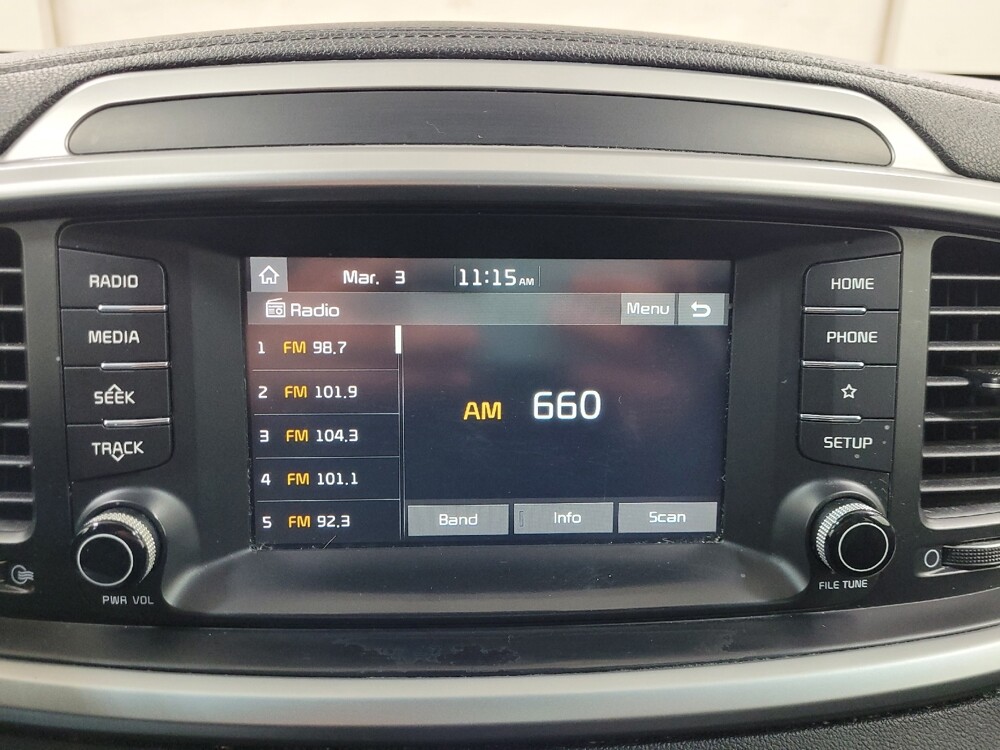 Mar. 3 11:15 AM
Radio Menu
1 FM 98.7
2 FM 101.9
3 FM 104.3
4 FM 101.1
5 FM 92.3
AM 660
Band Info Scan
RADIO
MEDIA
SEEK
TRACK
PWR VOL
HOME
PHONE
SETUP
FILE TUNE